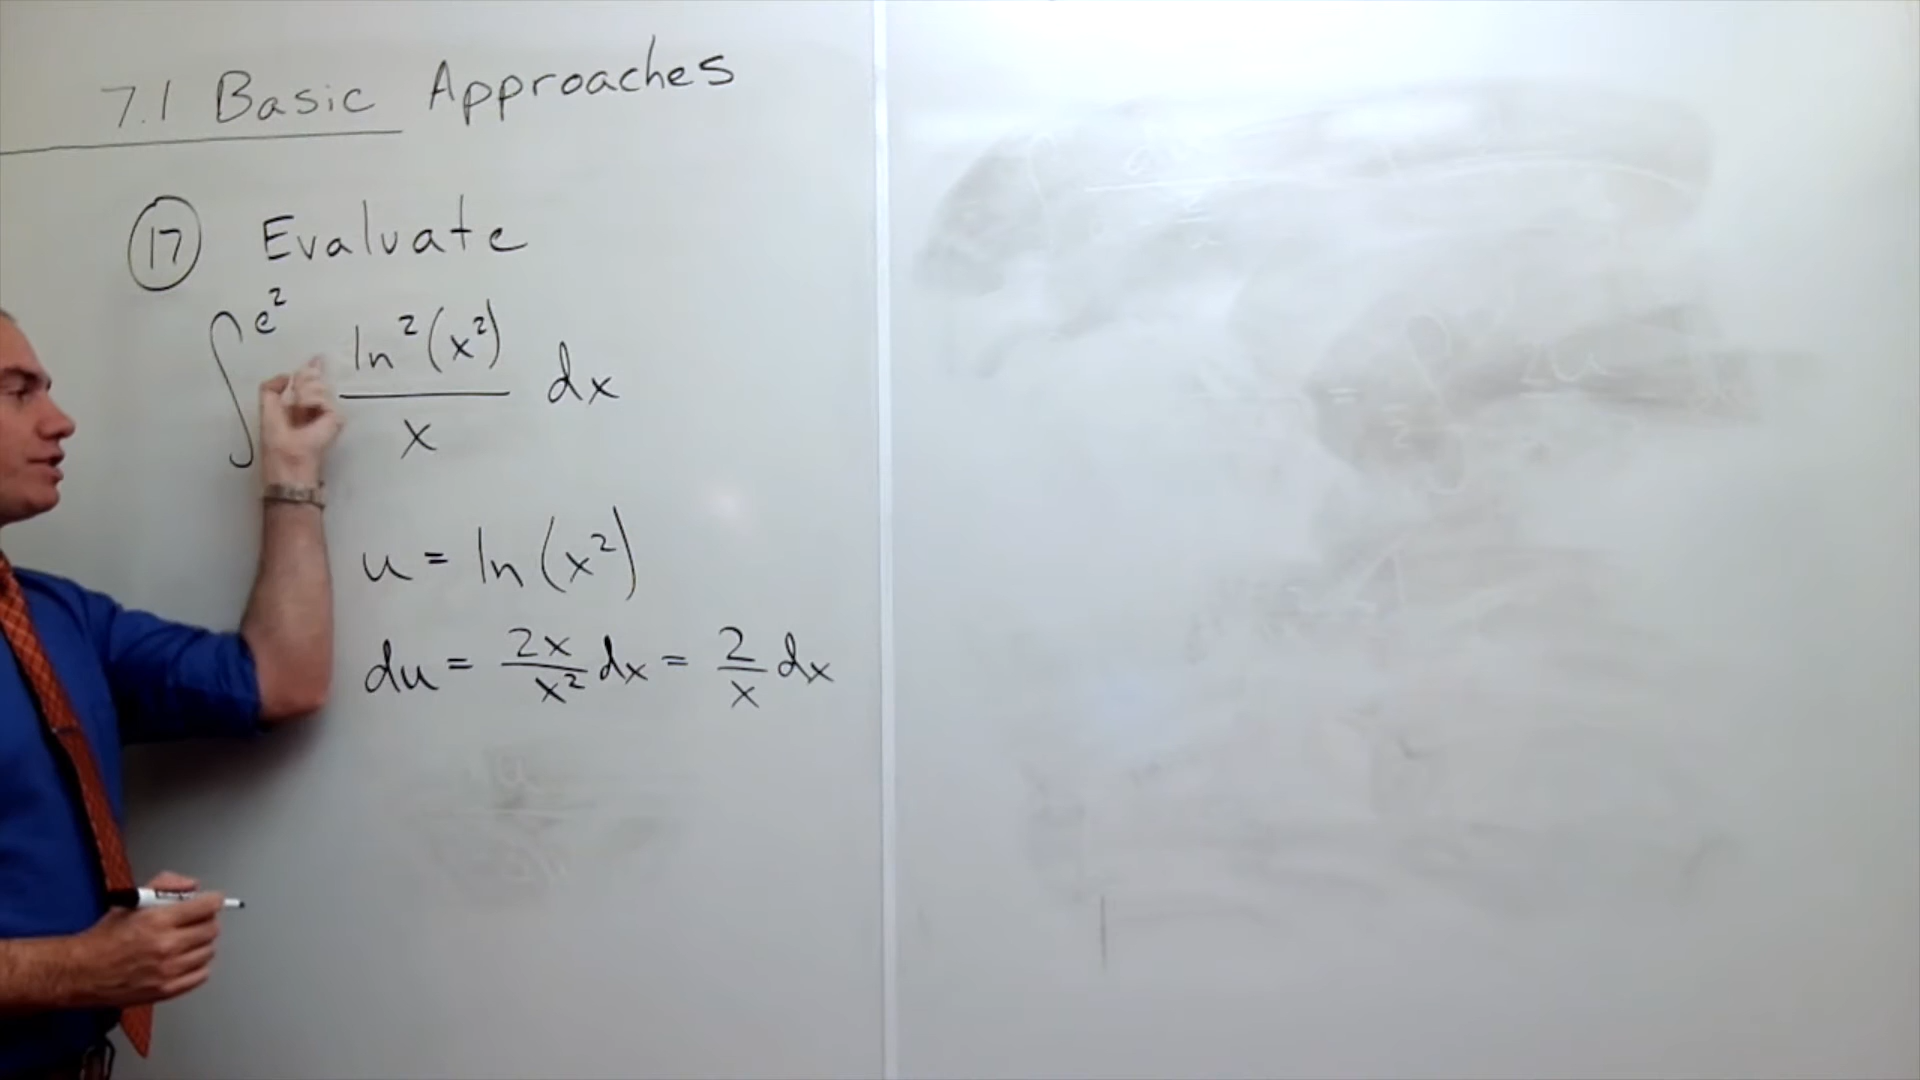 7.1 Basic Approaches
17 Evaluate
∫ e² ln²(x²)/x dx
u = ln(x²)
du = 2x/x² dx = 2/x dx